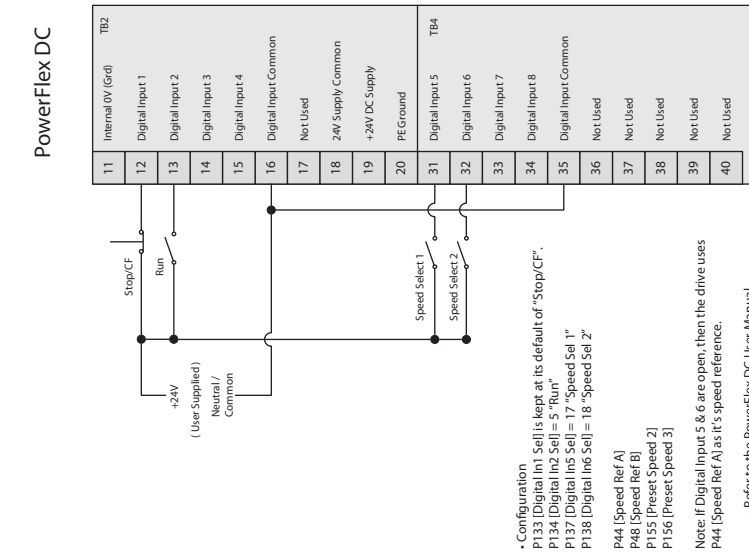 PowerFlex DC
11 Internal 0V (Grd) TB2
12 Digital Input 1
13 Digital Input 2
14 Digital Input 3
15 Digital Input 4
16 Digital Input Common
17 Not Used
18 24V Supply Common
19 +24V DC Supply
20 PE Ground
31 Digital Input 5 TB4
32 Digital Input 6
33 Digital Input 7
34 Digital Input 8
35 Digital Input Common
36 Not Used
37 Not Used
38 Not Used
39 Not Used
40 Not Used
Stop/CF
Run
Speed Select 1
Speed Select 2
+24V
( User Supplied )
Neutral /
Common
• Configuration
P133 [Digital In1 Sel] is kept at its default of "Stop/CF".
P134 [Digital In2 Sel] = 5 "Run"
P137 [Digital In5 Sel] = 17 "Speed Sel 1"
P138 [Digital In6 Sel] = 18 "Speed Sel 2"
P44 [Speed Ref A]
P48 [Speed Ref B]
P155 [Preset Speed 2]
P156 [Preset Speed 3]
Note: If Digital Input 5 & 6 are open, then the drive uses
P44 [Speed Ref A] as it's speed reference.
Refer to the PowerFlex DC User Manual